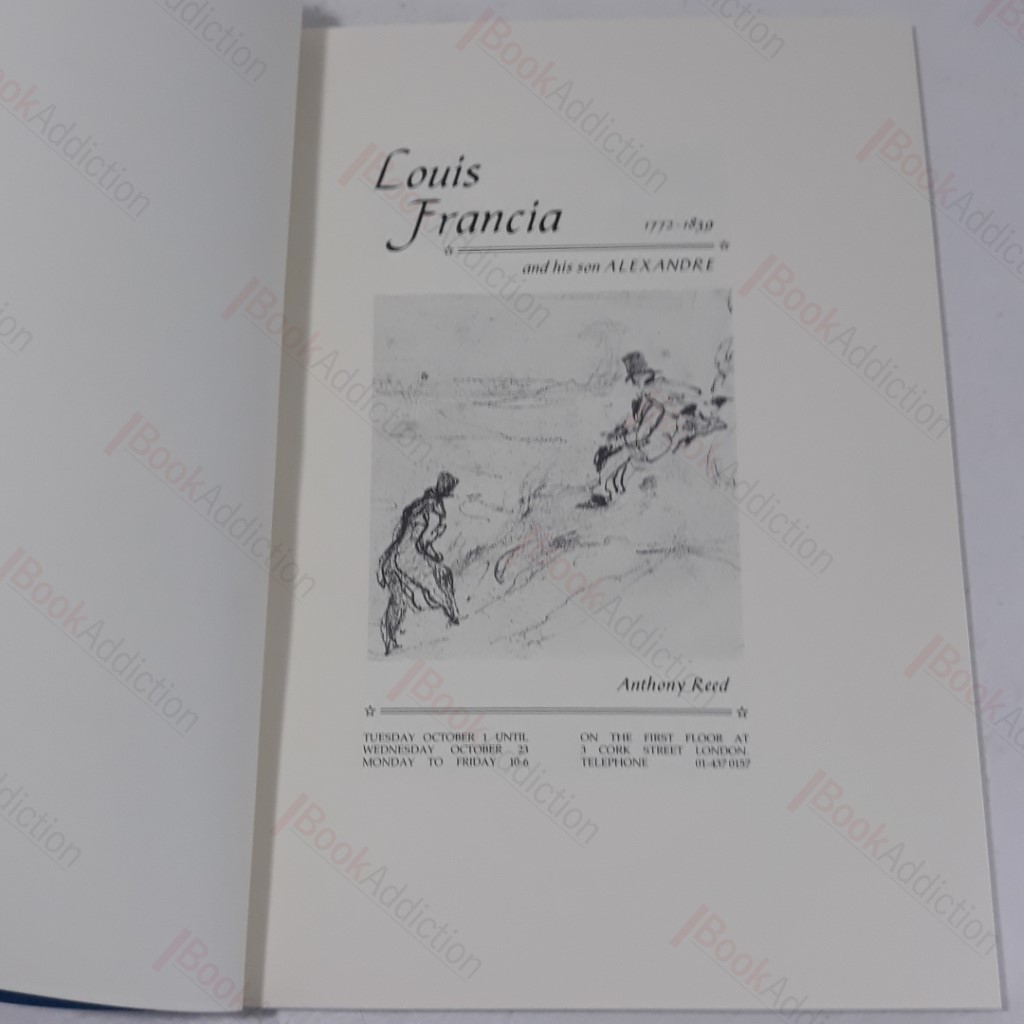 Louis
Francia 1772-1839
and his son ALEXANDRE
Anthony Reed
TUESDAY OCTOBER 1 UNTIL
WEDNESDAY OCTOBER 23
MONDAY TO FRIDAY 10-6
ON THE FIRST FLOOR AT
3 CORK STREET LONDON.
TELEPHONE 01-437 0157
BookAddiction